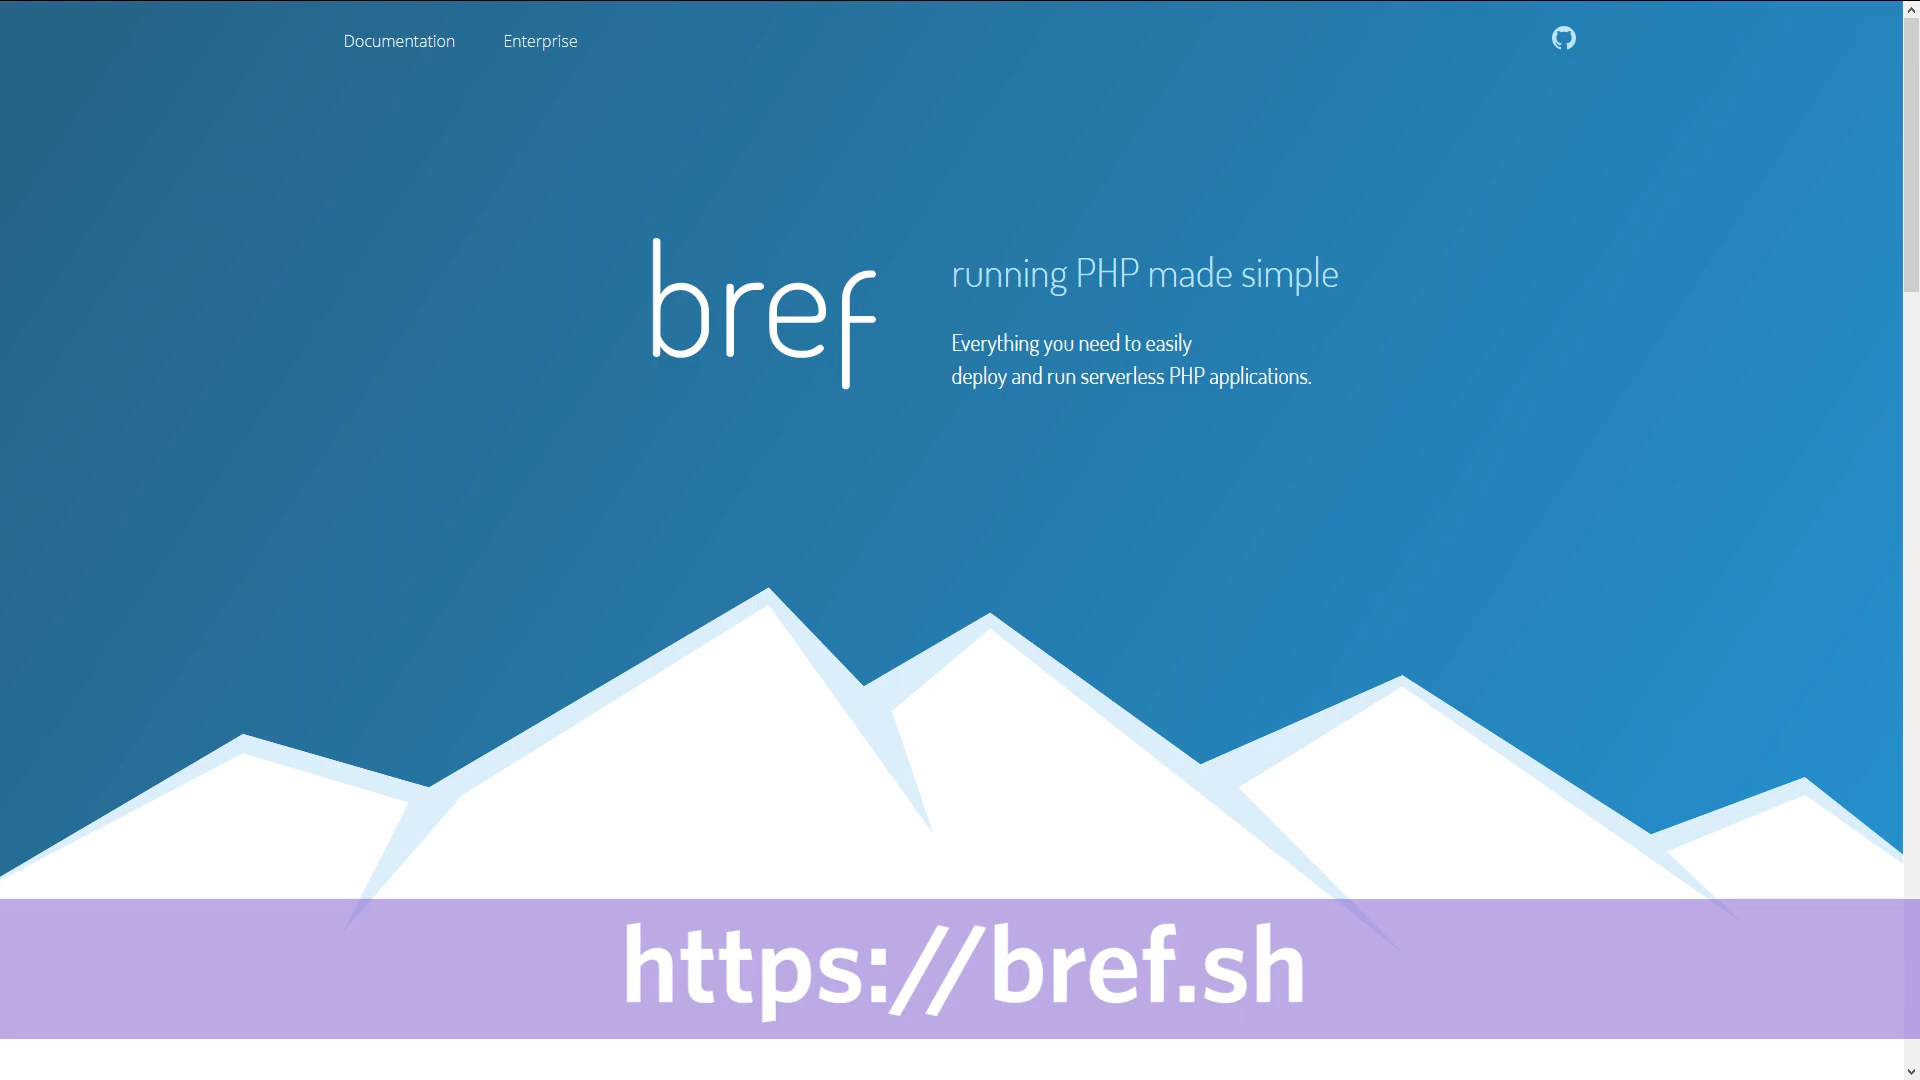 Documentation
Enterprise
bref
running PHP made simple
Everything you need to easily
deploy and run serverless PHP applications.
https://bref.sh